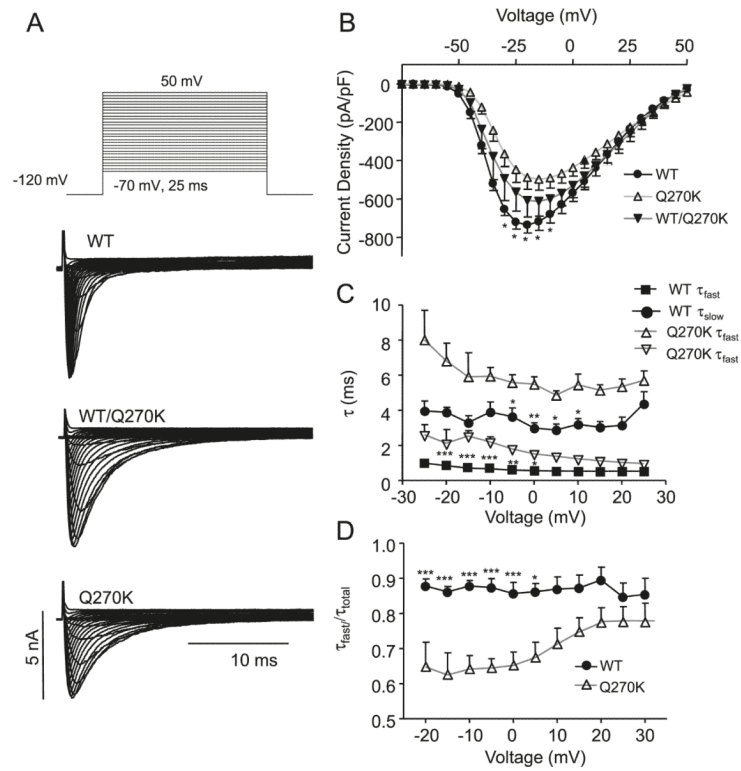 A
50 mV
-120 mV
-70 mV, 25 ms
WT
WT/Q270K
Q270K
5 nA
10 ms
B
Voltage (mV)
-50 -25 0 25 50
Current Density (pA/pF)
0
-200
-400
-600
-800
WT
Q270K
WT/Q270K
* * * * *
C
WT τfast
WT τslow
Q270K τfast
Q270K τfast
τ (ms)
10
8
6
4
2
0
* ** * *
*** *** *** ** *
-30 -20 -10 0 10 20 30
Voltage (mV)
D
τfast/τtotal
1.0
0.9
0.8
0.7
0.6
0.5
*** *** *** *** *** *
WT
Q270K
-20 -10 0 10 20 30
Voltage (mV)